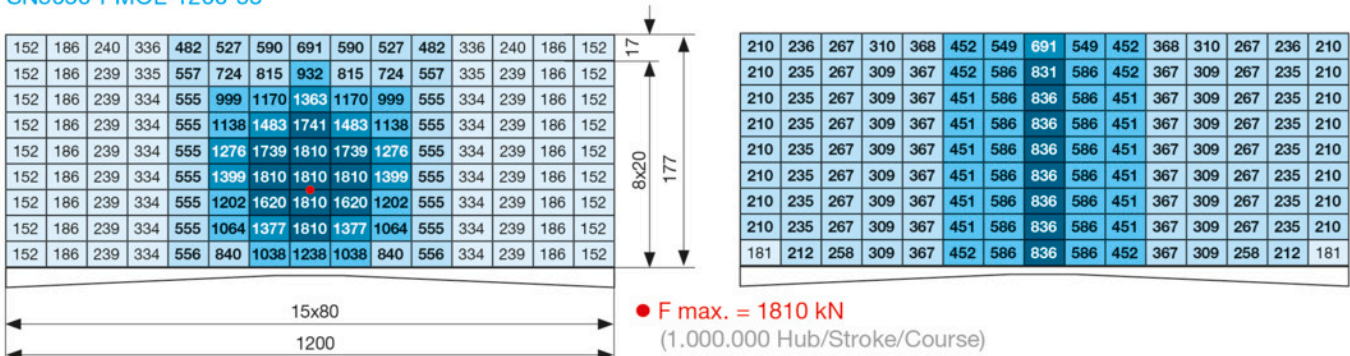 152 186 240 336 482 527 590 691 590 527 482 336 240 186 152
152 186 239 335 557 724 815 932 815 724 557 335 239 186 152
152 186 239 334 555 999 1170 1363 1170 999 555 334 239 186 152
152 186 239 334 555 1138 1483 1741 1483 1138 555 334 239 186 152
152 186 239 334 555 1276 1739 1810 1739 1276 555 334 239 186 152
152 186 239 334 555 1399 1810 1810 1810 1399 555 334 239 186 152
152 186 239 334 555 1202 1620 1810 1620 1202 555 334 239 186 152
152 186 239 334 555 1064 1377 1810 1377 1064 555 334 239 186 152
152 186 239 334 556 840 1038 1238 1038 840 556 334 239 186 152
17
8x20
177
15x80
1200
210 236 267 310 368 452 549 691 549 452 368 310 267 236 210
210 235 267 309 367 452 586 831 586 452 367 309 267 235 210
210 235 267 309 367 451 586 836 586 451 367 309 267 235 210
210 235 267 309 367 451 586 836 586 451 367 309 267 235 210
210 235 267 309 367 451 586 836 586 451 367 309 267 235 210
210 235 267 309 367 451 586 836 586 451 367 309 267 235 210
210 235 267 309 367 451 586 836 586 451 367 309 267 235 210
210 235 267 309 367 451 586 836 586 451 367 309 267 235 210
181 212 258 309 367 452 586 836 586 452 367 309 258 212 181
F max. = 1810 kN
(1.000.000 Hub/Stroke/Course)